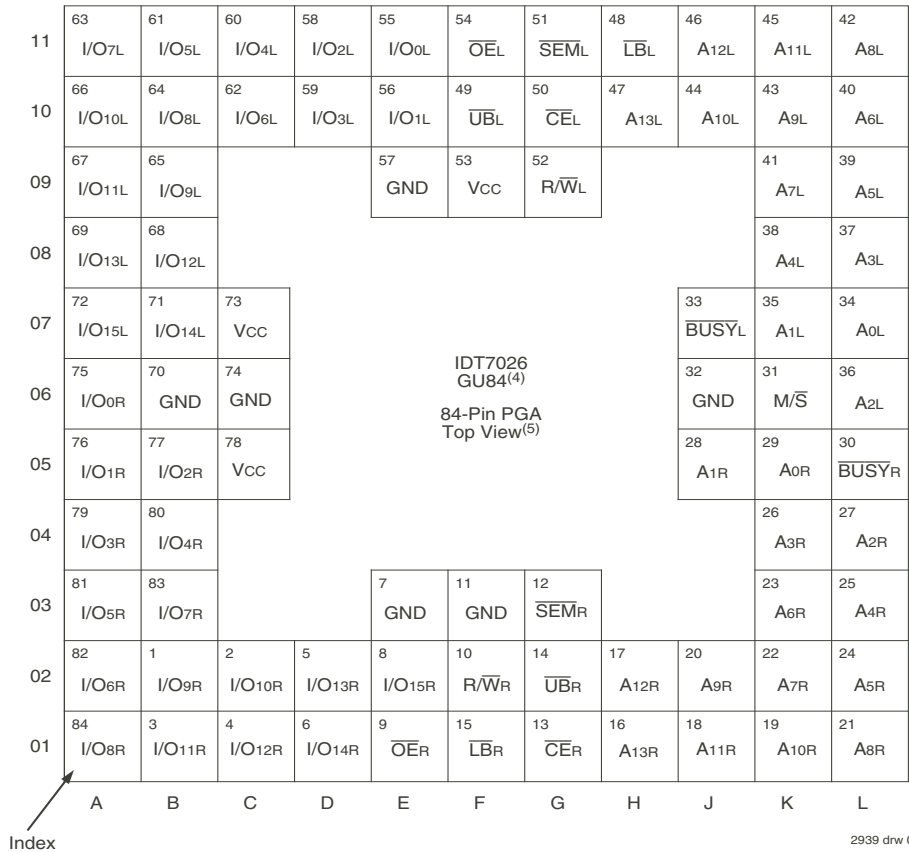 63 61 60 58 55 54 51 48 46 45 42
11 I/O7L I/O5L I/O4L I/O2L I/O0L OEL SEML LBL A12L A11L A8L
66 64 62 59 56 49 50 47 44 43 40
10 I/O10L I/O8L I/O6L I/O3L I/O1L UBL CEL A13L A10L A9L A6L
67 65 57 53 52 41 39
09 I/O11L I/O9L GND VCC R/WL A7L A5L
69 68 38 37
08 I/O13L I/O12L A4L A3L
72 71 73 33 35 34
07 I/O15L I/O14L VCC BUSYL A1L A0L
IDT7026
75 70 74 32 31 36
06 I/O0R GND GND GU84(4) GND M/S A2L
84-Pin PGA
Top View(5)
76 77 78 28 29 30
05 I/O1R I/O2R VCC A1R A0R BUSYR
79 80 26 27
04 I/O3R I/O4R A3R A2R
81 83 7 11 12 23 25
03 I/O5R I/O7R GND GND SEMR A6R A4R
82 1 2 5 8 10 14 17 20 22 24
02 I/O6R I/O9R I/O10R I/O13R I/O15R R/WR UBR A12R A9R A7R A5R
84 3 4 6 9 15 13 16 18 19 21
01 I/O8R I/O11R I/O12R I/O14R OER LBR CER A13R A11R A10R A8R
A B C D E F G H J K L
Index
2939 drw